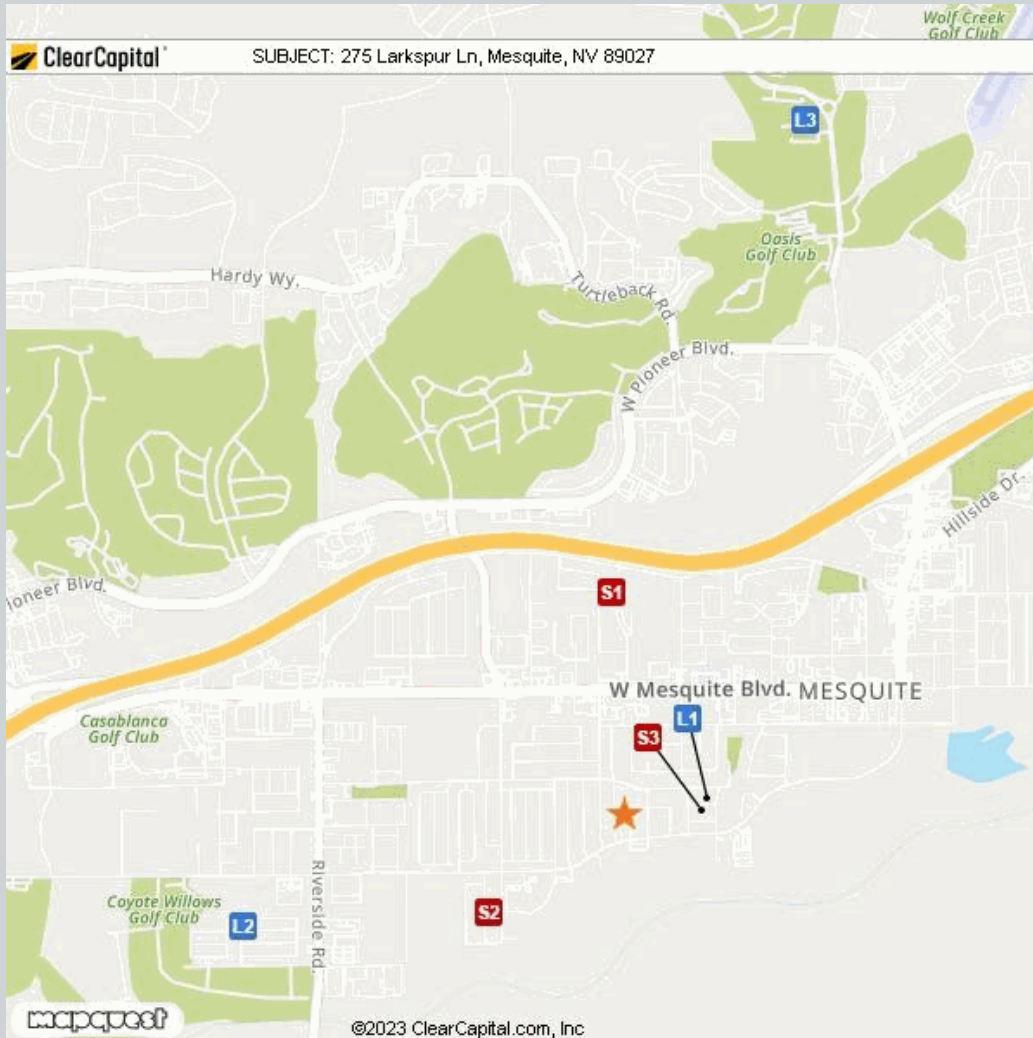 Wolf Creek
Golf Club
ClearCapital
SUBJECT: 275 Larkspur Ln, Mesquite, NV 89027
L3
Oasis
Golf Club
Hardy Wy.
Turtleback Rd.
W Pioneer Blvd.
Hillside Dr.
ioneer Blvd.
S1
W Mesquite Blvd. MESQUITE
L1
S3
Casablanca
Golf Club
Riverside Rd.
Coyote Willows
Golf Club
S2
L2
mapquest
©2023 ClearCapital.com, Inc